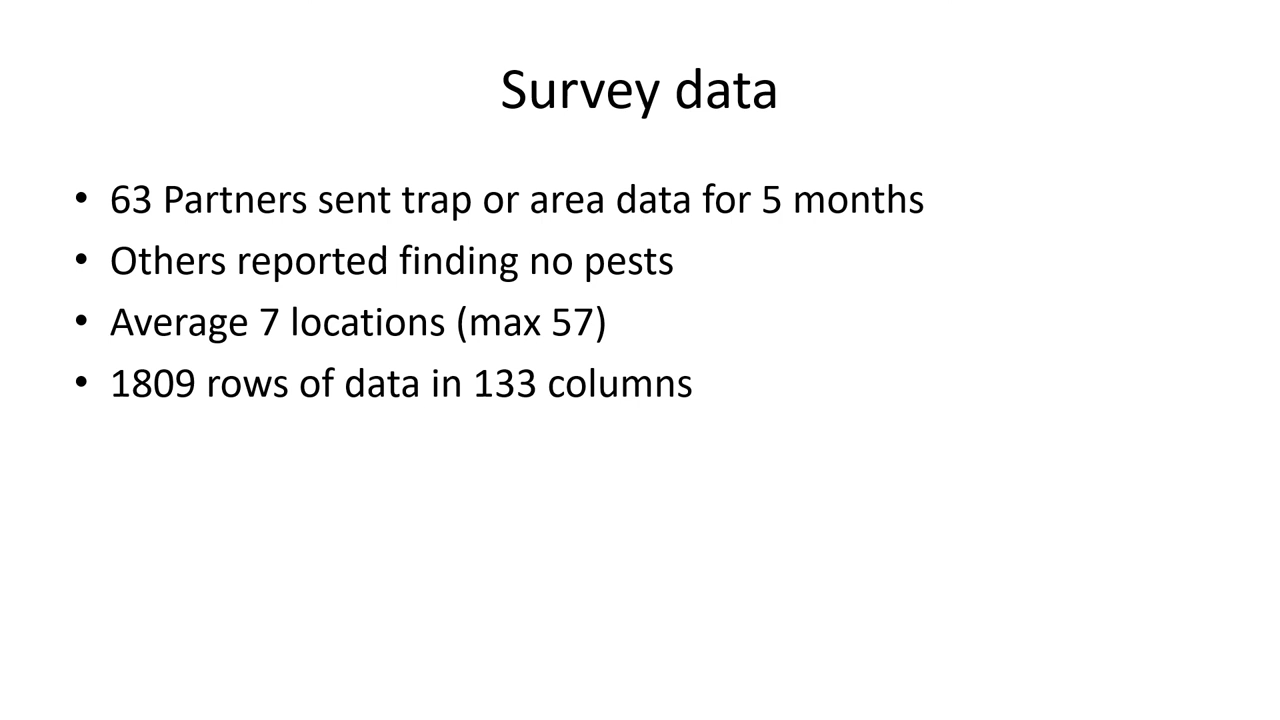 Survey data
• 63 Partners sent trap or area data for 5 months
• Others reported finding no pests
• Average 7 locations (max 57)
• 1809 rows of data in 133 columns